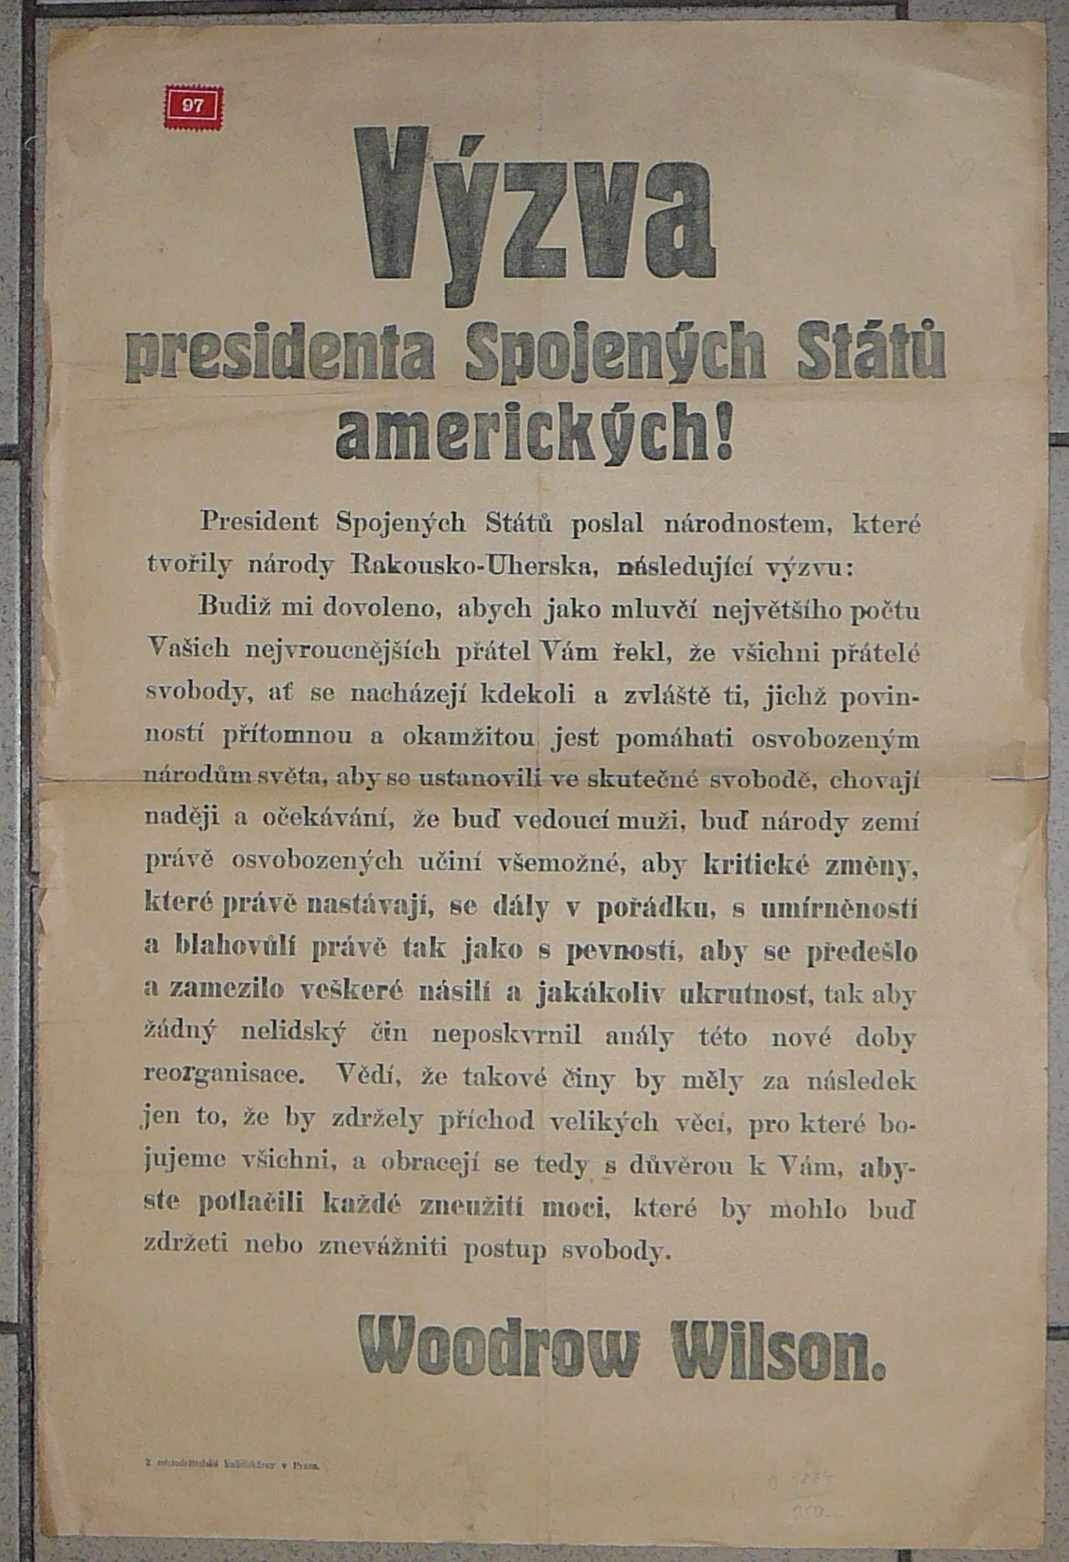 97
Výzva
presidenta Spojených Států
amerických!
President Spojených Států poslal národnostem, které
tvořily národy Rakousko-Uherska, následující výzvu:
Budiž mi dovoleno, abych jako mluvčí největšího počtu
Vašich nejvroucnějších přátel Vám řekl, že všichni přátelé
svobody, ať se nacházejí kdekoli a zvláště ti, jichž povin-
ností přítomnou a okamžitou jest pomáhati osvobozeným
národům světa, aby se ustanovili ve skutečné svobodě, chovají
naději a očekávání, že buď vedoucí muži, buď národy zemí
právě osvobozených učiní všemožné, aby kritické změny,
které právě nastávají, se dály v pořádku, s umírněností
a blahovůlí právě tak jako s pevností, aby se předešlo
a zamezilo veškeré násilí a jakákoliv ukrutnost, tak aby
žádný nelidský čin neposkvrnil anály této nové doby
reorganisace. Vědí, že takové činy by měly za následek
jen to, že by zdržely příchod velikých věcí, pro které bo-
jujeme všichni, a obracejí se tedy s důvěrou k Vám, aby-
ste potlačili každé zneužití moci, které by mohlo buď
zdržeti nebo znevážniti postup svobody.
Woodrow Wilson.
knihtiskárny v Praze.